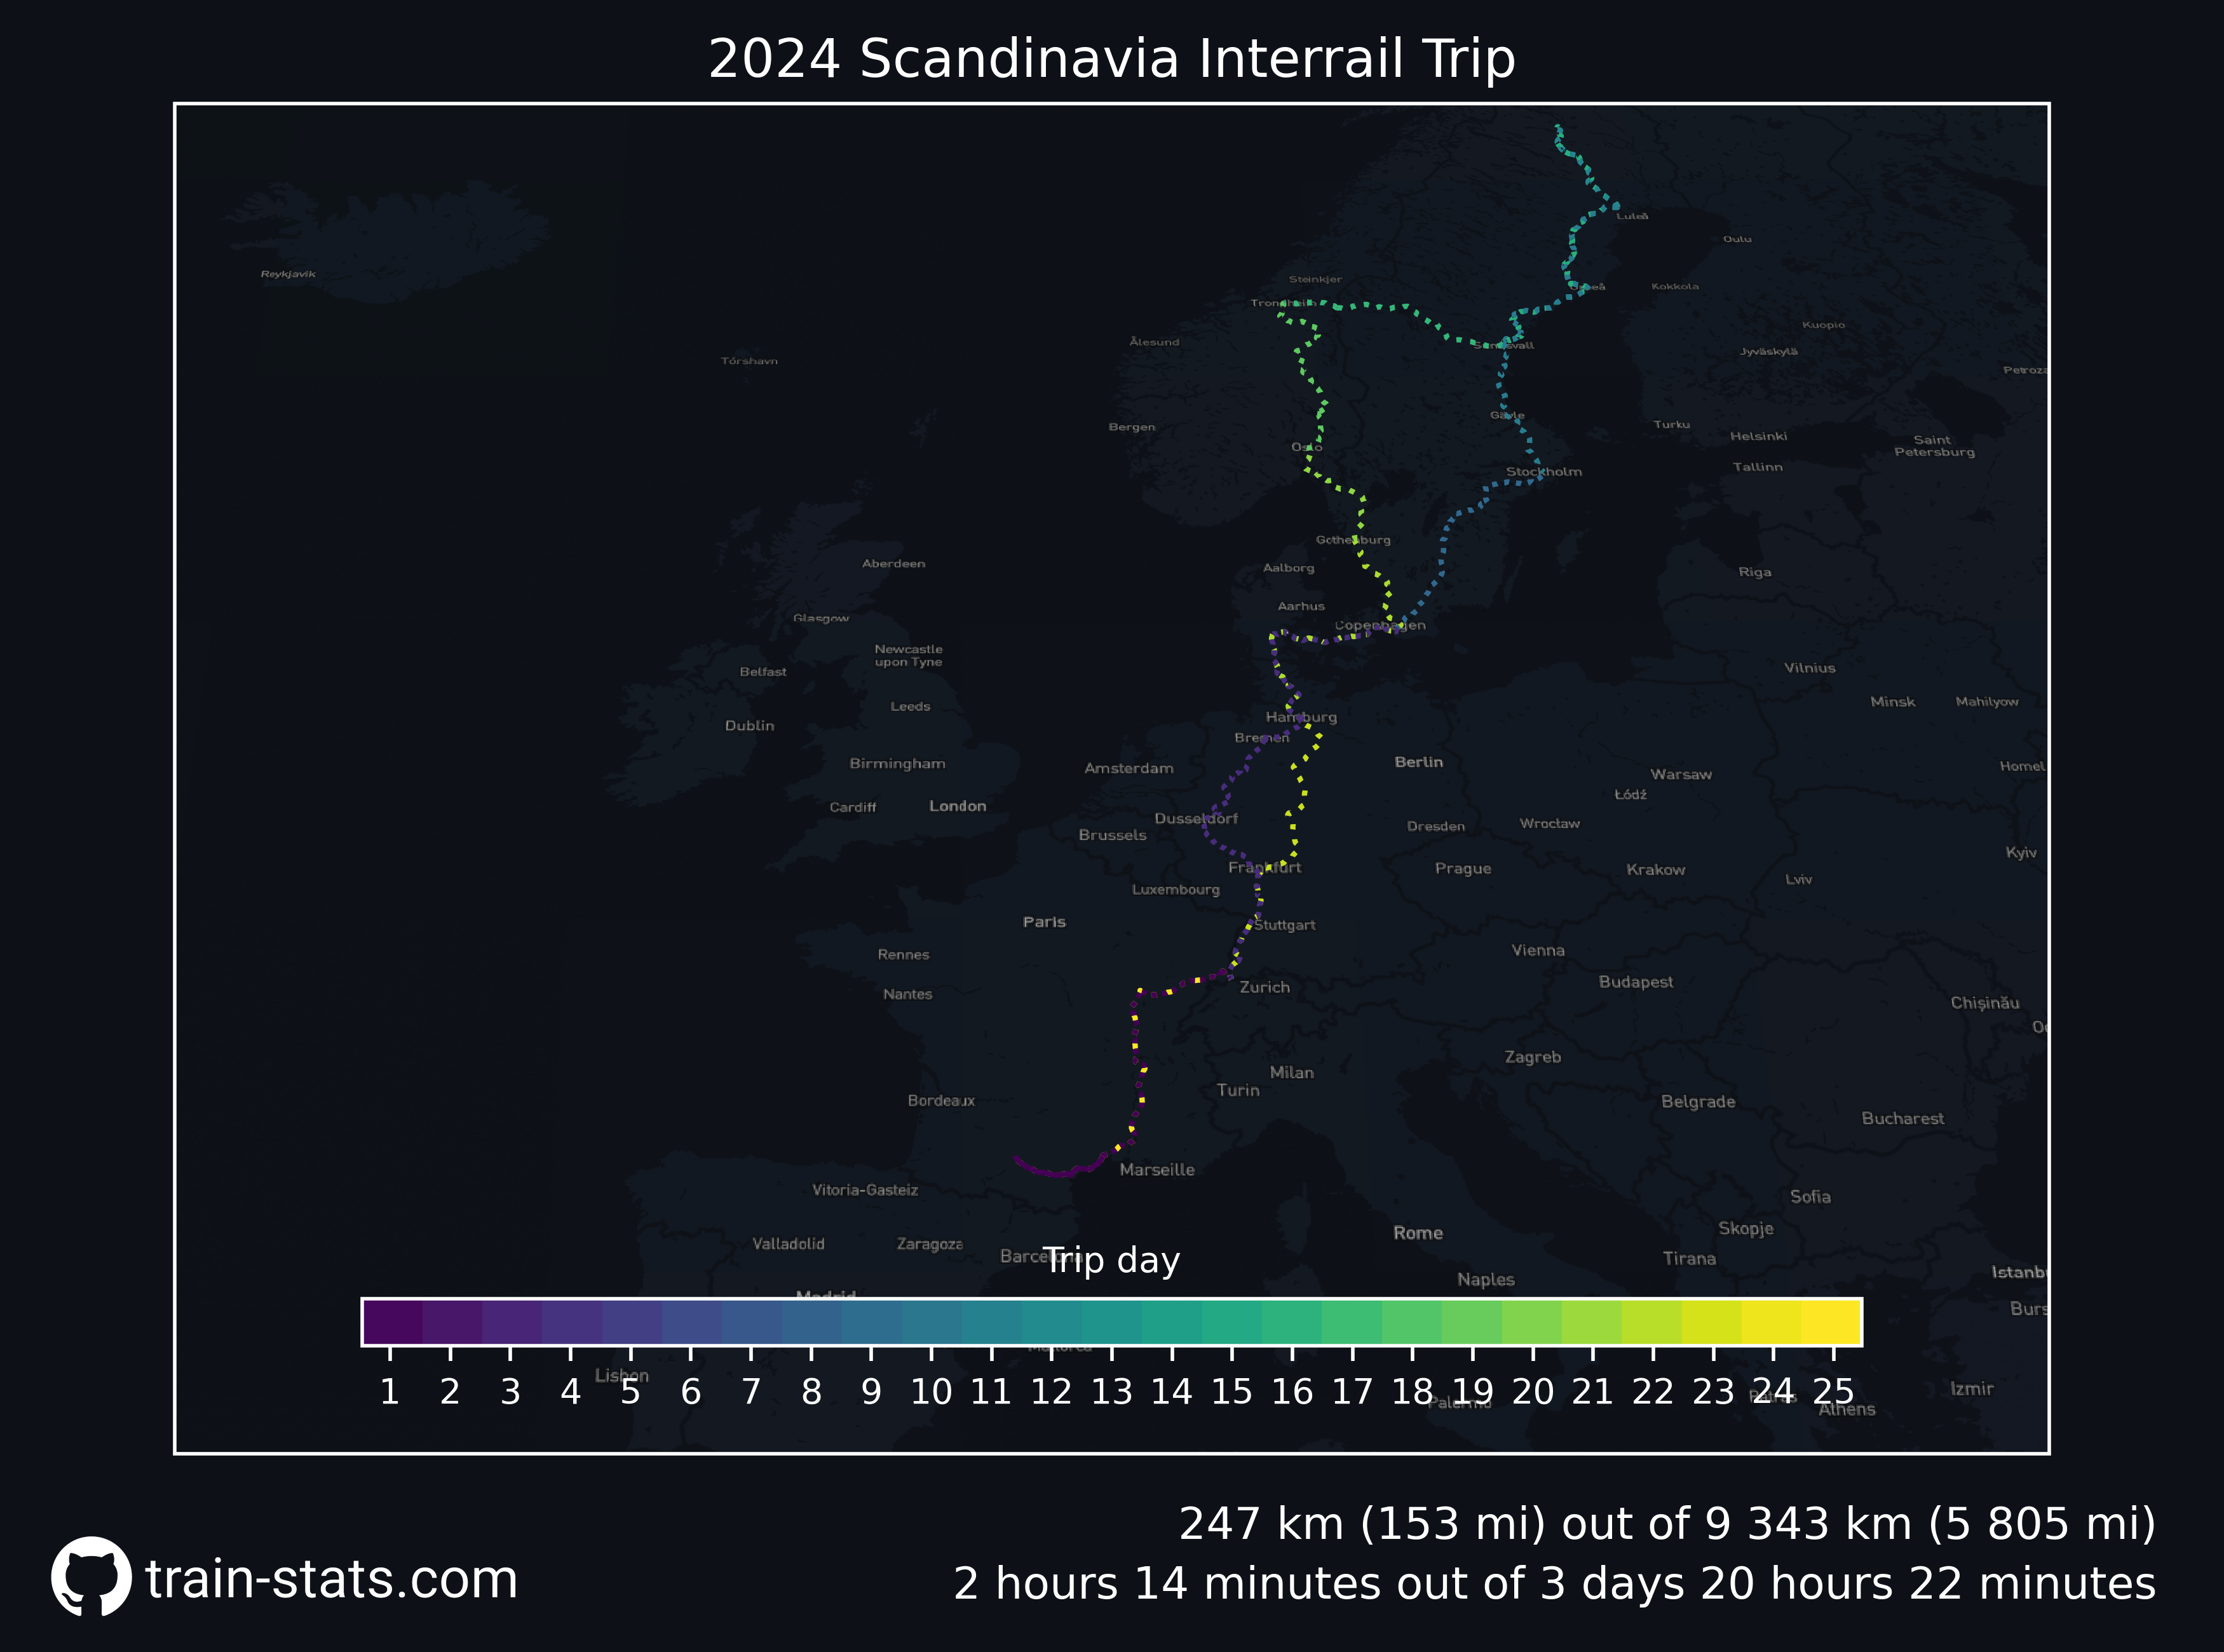 2024 Scandinavia Interrail Trip
Luleå
Oulu
Reykjavik
Steinkjer
Umeå
Kokkola
Trondheim
Kuopio
Ålesund
Sundsvall
Jyväskylä
Tórshavn
Petroza
Gävle
Bergen
Turku
Helsinki
Saint
Petersburg
Oslo
Stockholm
Tallinn
Gothenburg
Aberdeen
Aalborg
Riga
Aarhus
Glasgow
Copenhagen
Newcastle
upon Tyne
Belfast
Vilnius
Leeds
Minsk
Mahilyow
Dublin
Hamburg
Bremen
Birmingham
Amsterdam
Berlin
Homel
Warsaw
Łódź
Cardiff
London
Dusseldorf
Brussels
Dresden
Wrocław
Kyiv
Frankfurt
Prague
Krakow
Lviv
Luxembourg
Paris
Stuttgart
Rennes
Vienna
Nantes
Zurich
Budapest
Chișinău
Od
Zagreb
Milan
Turin
Bordeaux
Belgrade
Bucharest
Marseille
Vitoria-Gasteiz
Sofia
Skopje
Rome
Valladolid
Zaragoza
Barcelona
Trip day
Tirana
Istanbu
Naples
Madrid
Burs
Mallorca
Lisbon
1 2 3 4 5 6 7 8 9 10 11 12 13 14 15 16 17 18 19 20 21 22 23 24 25
Izmir
Palermo
Patras
Athens
247 km (153 mi) out of 9 343 km (5 805 mi)
train-stats.com
2 hours 14 minutes out of 3 days 20 hours 22 minutes